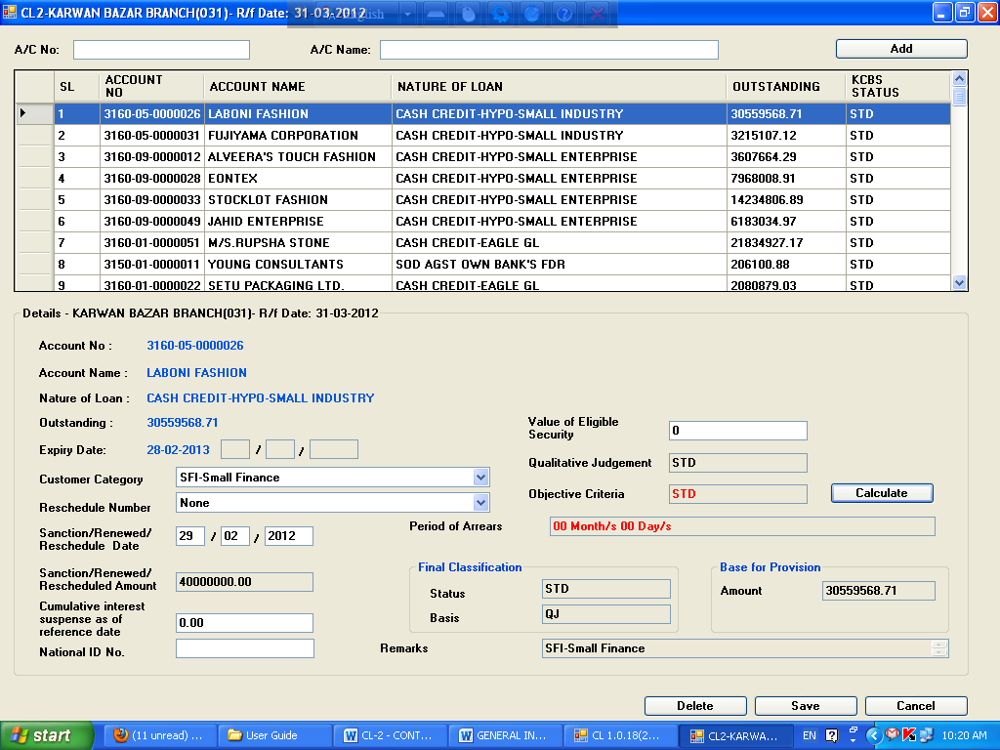 CL2-KARWAN BAZAR BRANCH(031)- R/f Date: 31-03-2012
A/C No:
A/C Name:
Add
SL ACCOUNT NO ACCOUNT NAME NATURE OF LOAN OUTSTANDING KCBS STATUS
1 3160-05-0000026 LABONI FASHION CASH CREDIT-HYPO-SMALL INDUSTRY 30559568.71 STD
2 3160-05-0000031 FUJIYAMA CORPORATION CASH CREDIT-HYPO-SMALL INDUSTRY 3215107.12 STD
3 3160-09-0000012 ALVEERA'S TOUCH FASHION CASH CREDIT-HYPO-SMALL ENTERPRISE 3607664.29 STD
4 3160-09-0000028 EONTEX CASH CREDIT-HYPO-SMALL ENTERPRISE 7968008.91 STD
5 3160-09-0000033 STOCKLOT FASHION CASH CREDIT-HYPO-SMALL ENTERPRISE 14234806.89 STD
6 3160-09-0000049 JAHID ENTERPRISE CASH CREDIT-HYPO-SMALL ENTERPRISE 6183034.97 STD
7 3160-01-0000051 M/S.RUPSHA STONE CASH CREDIT-EAGLE GL 21834927.17 STD
8 3150-01-0000011 YOUNG CONSULTANTS SOD AGST OWN BANK'S FDR 206100.88 STD
9 3160-01-0000022 SETU PACKAGING LTD. CASH CREDIT-EAGLE GL 2080879.03 STD
Details - KARWAN BAZAR BRANCH(031)- R/f Date: 31-03-2012
Account No : 3160-05-0000026
Account Name : LABONI FASHION
Nature of Loan : CASH CREDIT-HYPO-SMALL INDUSTRY
Outstanding : 30559568.71
Expiry Date: 28-02-2013 / /
Customer Category SFI-Small Finance
Reschedule Number None
Sanction/Renewed/
Reschedule Date
29 / 02 / 2012
Sanction/Renewed/
Rescheduled Amount
40000000.00
Cumulative interest
suspense as of
reference date
0.00
National ID No.
Value of Eligible
Security
0
Qualitative Judgement STD
Objective Criteria STD
Calculate
Period of Arrears 00 Month/s 00 Day/s
Final Classification
Status STD
Basis QJ
Base for Provision
Amount 30559568.71
Remarks SFI-Small Finance
Delete Save Cancel
start (11 unread) ... User Guide CL-2 - CONT... GENERAL IN... CL 1.0.18(2... CL2-KARWA... EN 10:20 AM